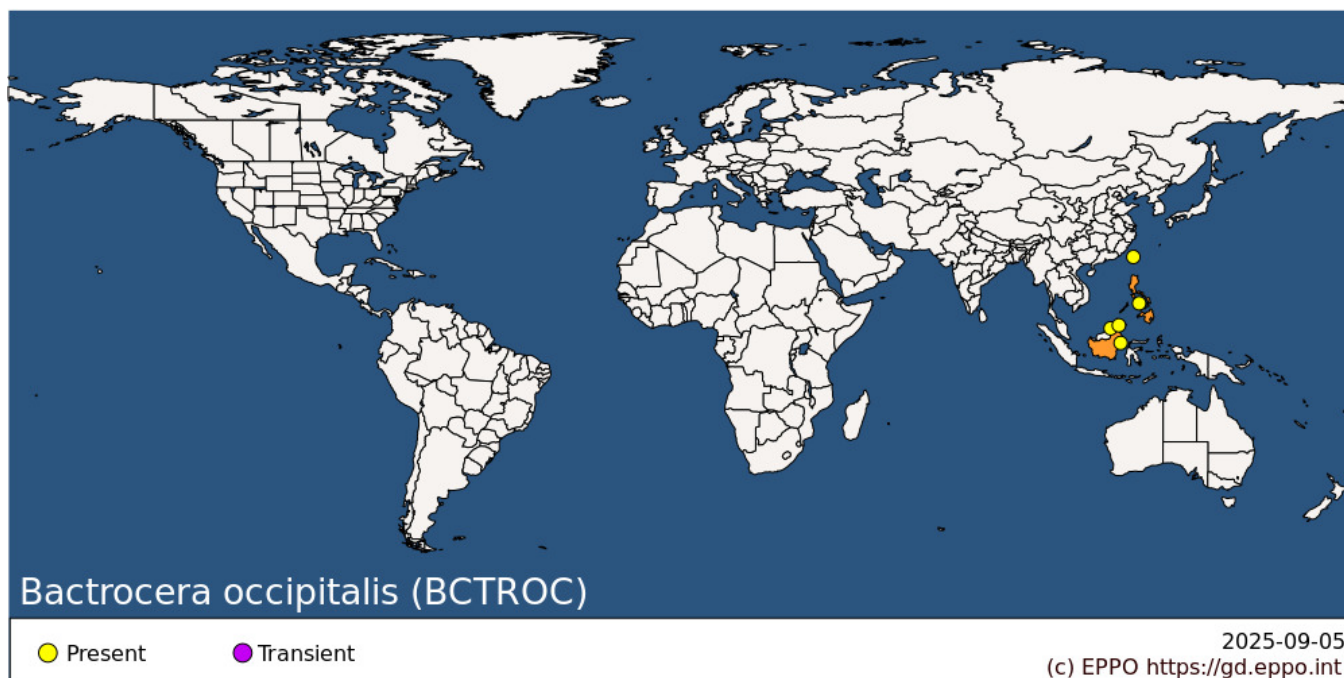 Bactrocera occipitalis (BCTROC)
Present
Transient
2025-09-05
(c) EPPO https://gd.eppo.int